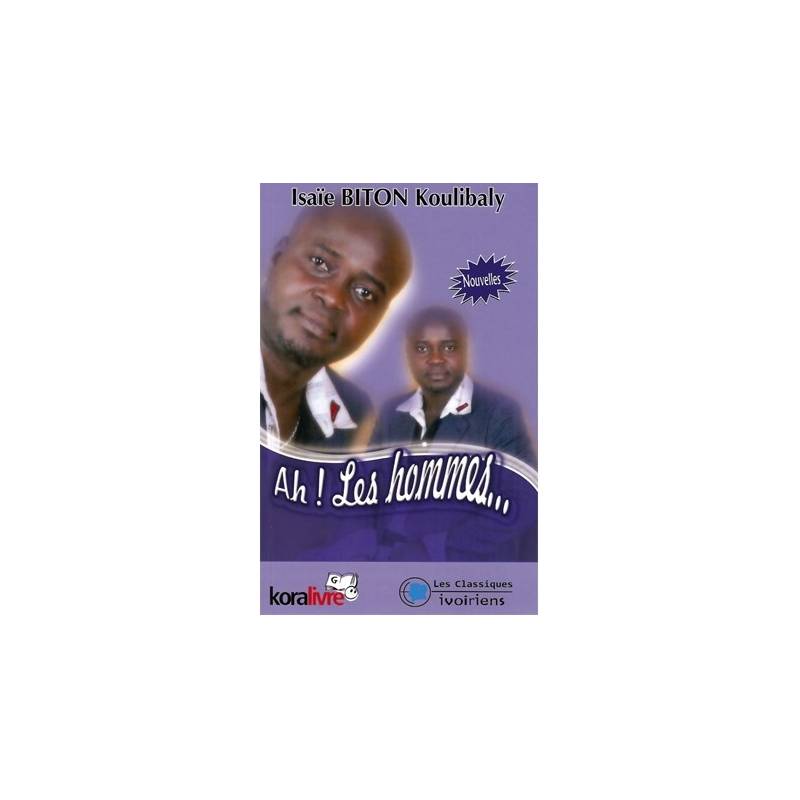 Isaïe BITON Koulibaly
Nouvelles
Ah ! Les hommes...
G
koralivre
Les Classiques
ivoiriens